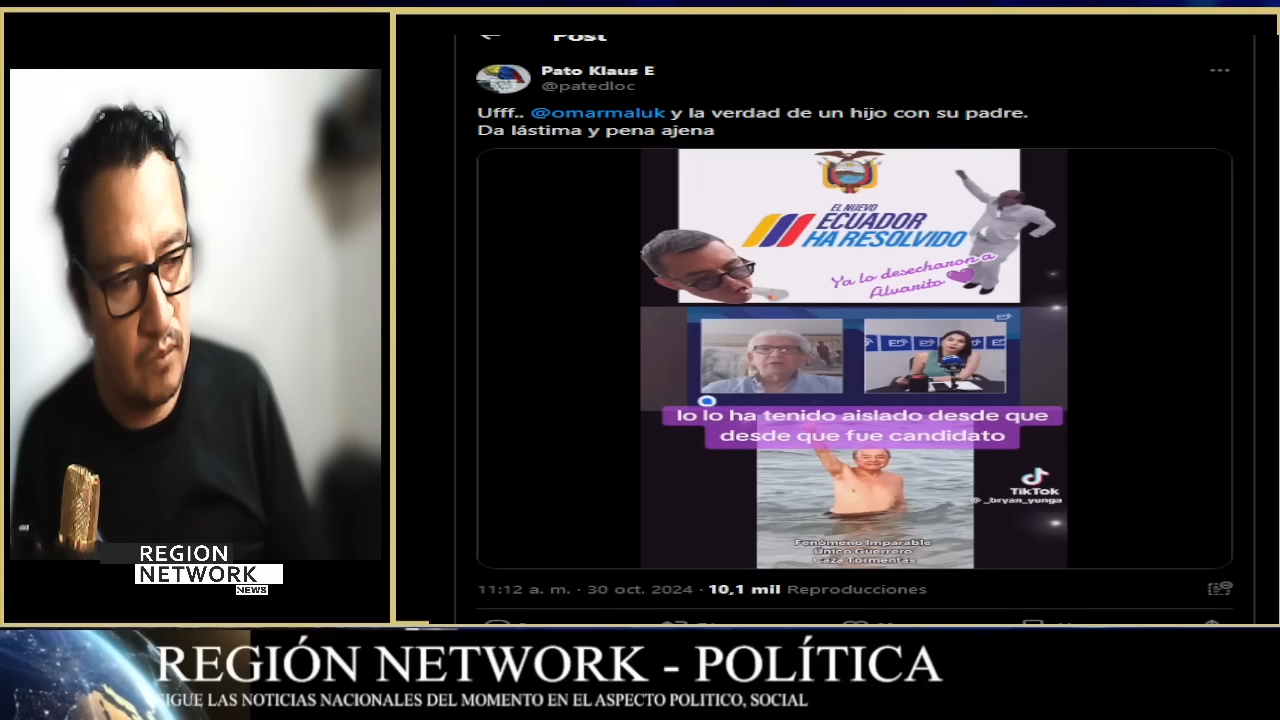 Post
Pato Klaus E
@patedloc
Ufff.. @omarmaluk y la verdad de un hijo con su padre.
Da lástima y pena ajena
EL NUEVO
ECUADOR
HA RESOLVIDO
Ya lo desecharon a
Alvarito
lo lo ha tenido aislado desde que
desde que fue candidato
TikTok
@_bryan_yunga
Fenómeno Imparable
Único Guerrero
Caza Tormentas
11:12 a. m. · 30 oct. 2024 · 10,1 mil Reproducciones
REGION
NETWORK
NEWS
REGIÓN NETWORK - POLÍTICA
SIGUE LAS NOTICIAS NACIONALES DEL MOMENTO EN EL ASPECTO POLITICO, SOCIAL